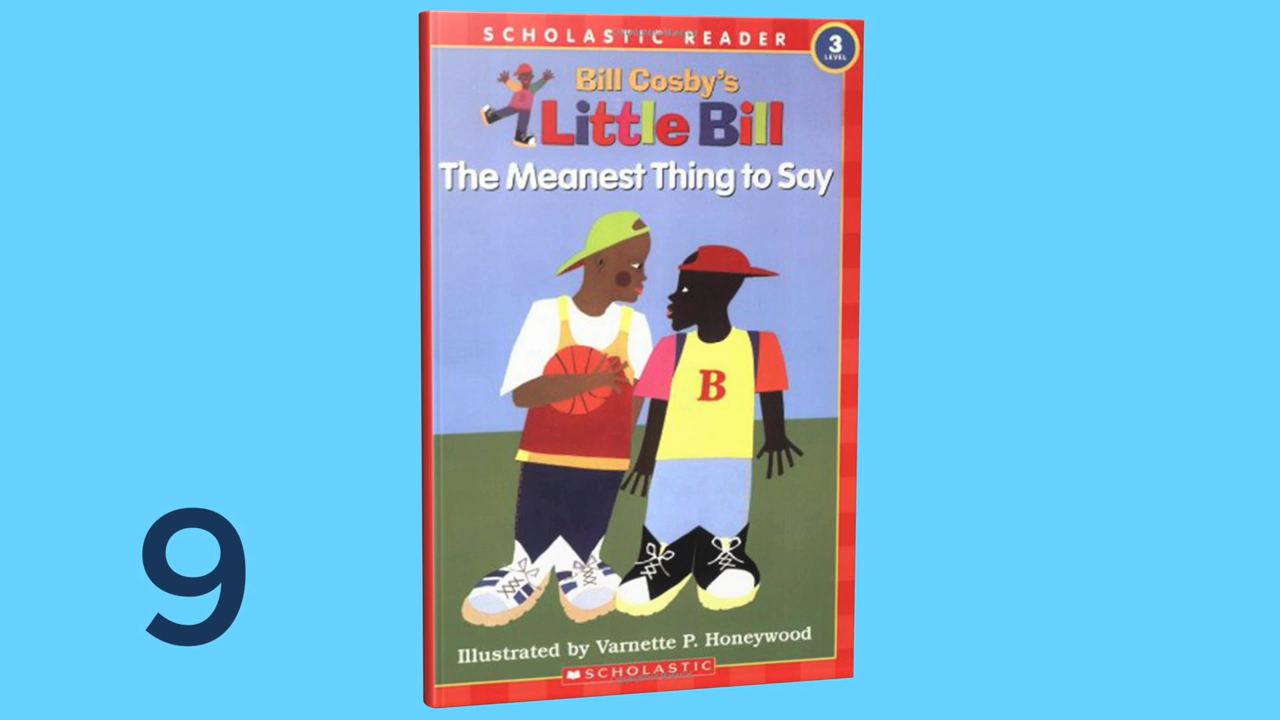 SCHOLASTIC READER
3
LEVEL
Bill Cosby's
Little Bill
The Meanest Thing to Say
B
9
Illustrated by Varnette P. Honeywood
SCHOLASTIC